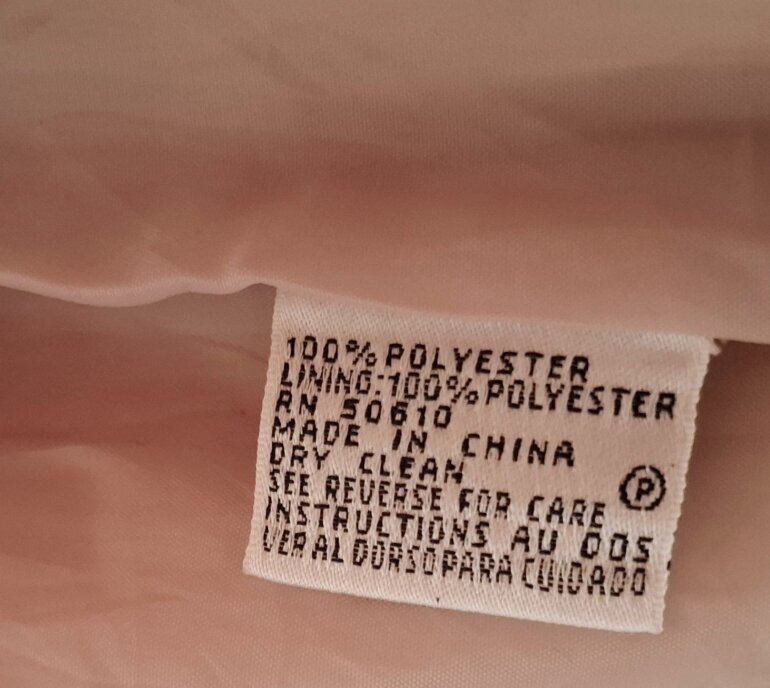 100% POLYESTER
LINING:100% POLYESTER
RN 50610
MADE IN CHINA
DRY CLEAN
P
SEE REVERSE FOR CARE
INSTRUCTIONS AU DOS
VER AL DORSO PARA CUIDADO